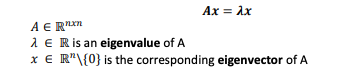 Ax = λx
A ∈ ℝⁿˣⁿ
λ ∈ ℝ is an eigenvalue of A
x ∈ ℝⁿ\{0} is the corresponding eigenvector of A